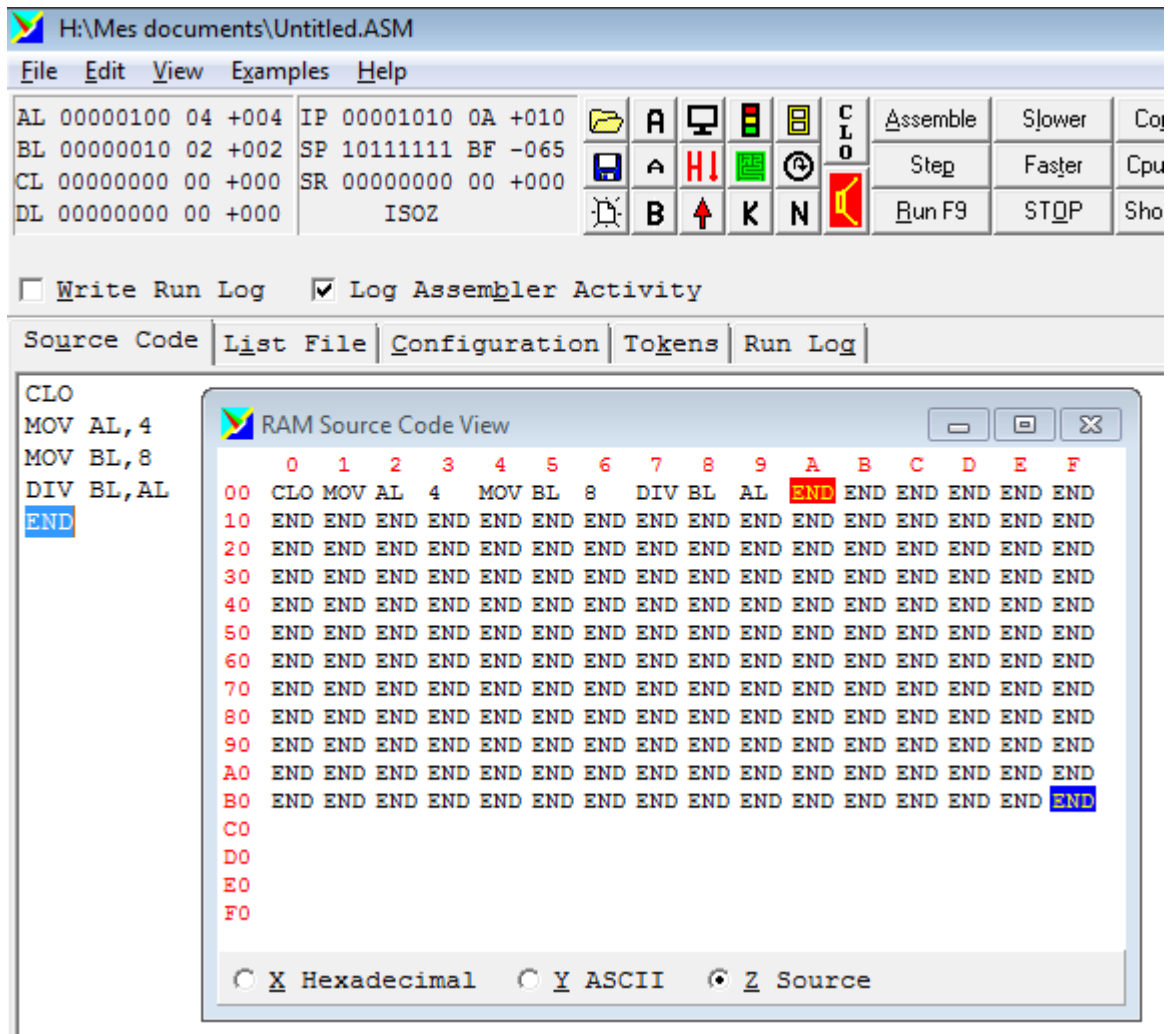 H:\Mes documents\Untitled.ASM
File Edit View Examples Help
AL 00000100 04 +004 IP 00001010 0A +010
BL 00000010 02 +002 SP 10111111 BF -065
CL 00000000 00 +000 SR 00000000 00 +000
DL 00000000 00 +000 ISOZ
A CLO Assemble Slower
A H Step Faster Cpu
B K N Run F9 STOP Sho
Write Run Log Log Assembler Activity
Source Code List File Configuration Tokens Run Log
CLO
MOV AL,4
MOV BL,8
DIV BL,AL
END
RAM Source Code View
0 1 2 3 4 5 6 7 8 9 A B C D E F
00 CLO MOV AL 4 MOV BL 8 DIV BL AL END END END END END END
10 END END END END END END END END END END END END END END END END
20 END END END END END END END END END END END END END END END END
30 END END END END END END END END END END END END END END END END
40 END END END END END END END END END END END END END END END END
50 END END END END END END END END END END END END END END END END
60 END END END END END END END END END END END END END END END END
70 END END END END END END END END END END END END END END END END
80 END END END END END END END END END END END END END END END END
90 END END END END END END END END END END END END END END END END
A0 END END END END END END END END END END END END END END END END
B0 END END END END END END END END END END END END END END END END
C0
D0
E0
F0
X Hexadecimal Y ASCII Z Source